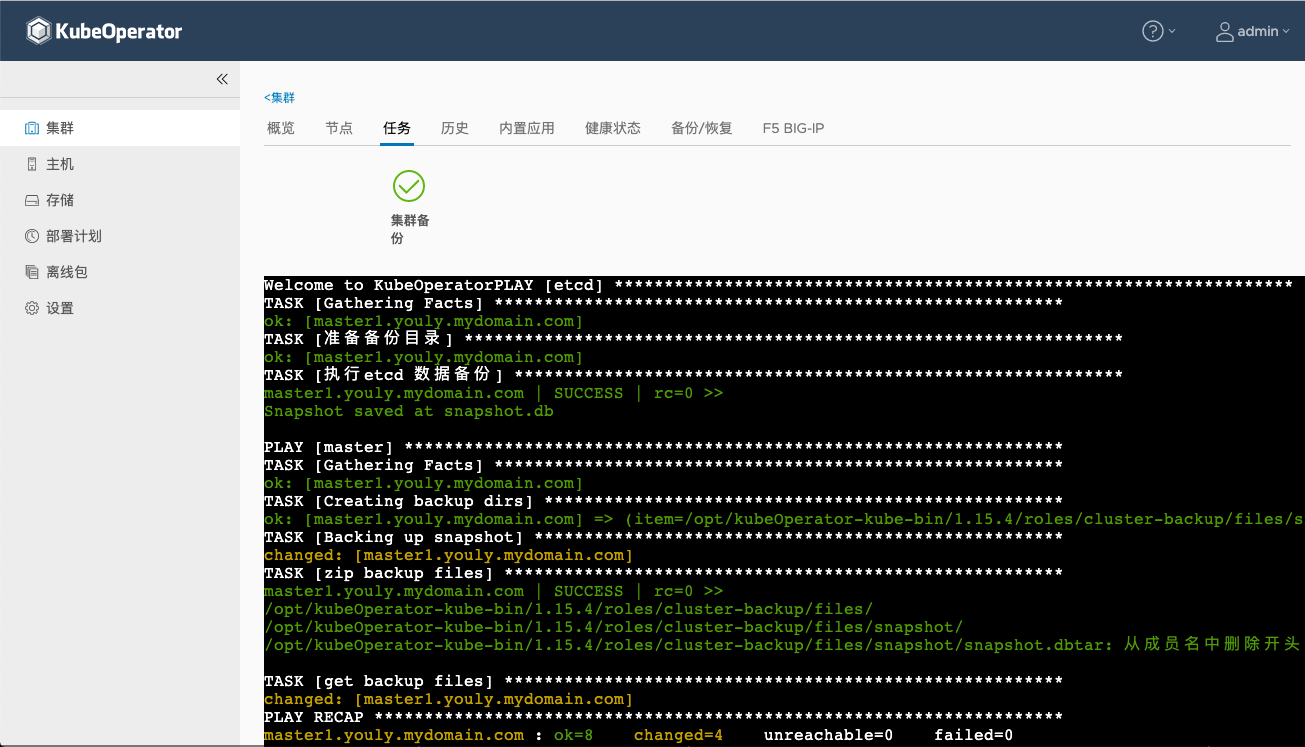 KubeOperator
admin
<集群
集群
主机
存储
部署计划
离线包
设置
概览 节点 任务 历史 内置应用 健康状态 备份/恢复 F5 BIG-IP
集群备
份
Welcome to KubeOperatorPLAY [etcd] ********************************************************************
TASK [Gathering Facts] *********************************************************
ok: [master1.youly.mydomain.com]
TASK [准备备份目录] ******************************************************************
ok: [master1.youly.mydomain.com]
TASK [执行etcd 数据备份] *************************************************************
master1.youly.mydomain.com | SUCCESS | rc=0 >>
Snapshot saved at snapshot.db
PLAY [master] ******************************************************************
TASK [Gathering Facts] *********************************************************
ok: [master1.youly.mydomain.com]
TASK [Creating backup dirs] ****************************************************
ok: [master1.youly.mydomain.com] => (item=/opt/kubeOperator-kube-bin/1.15.4/roles/cluster-backup/files/s
TASK [Backing up snapshot] *****************************************************
changed: [master1.youly.mydomain.com]
TASK [zip backup files] ********************************************************
master1.youly.mydomain.com | SUCCESS | rc=0 >>
/opt/kubeOperator-kube-bin/1.15.4/roles/cluster-backup/files/
/opt/kubeOperator-kube-bin/1.15.4/roles/cluster-backup/files/snapshot/
/opt/kubeOperator-kube-bin/1.15.4/roles/cluster-backup/files/snapshot/snapshot.dbtar: 从成员名中删除开头
TASK [get backup files] ********************************************************
changed: [master1.youly.mydomain.com]
PLAY RECAP *********************************************************************
master1.youly.mydomain.com : ok=8 changed=4 unreachable=0 failed=0